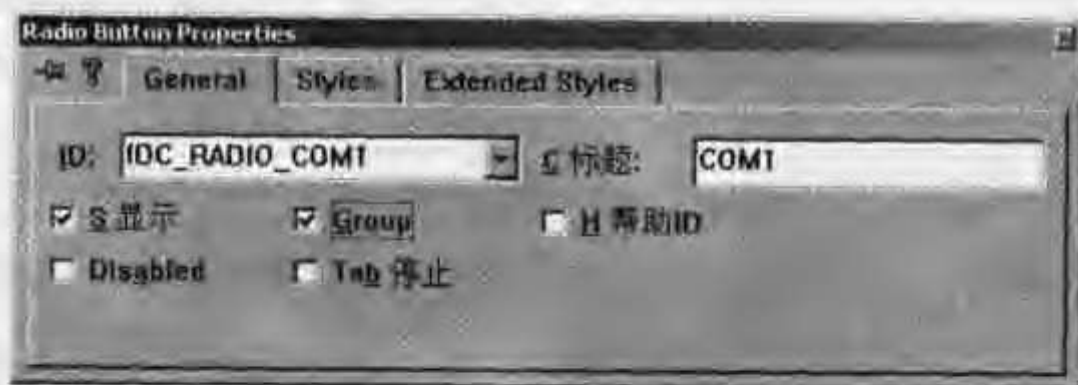 Radio Button Properties
General Styles Extended Styles
ID: IDC_RADIO_COM1 C 标题: COM1
S 显示 Group H 帮助ID
Disabled Tab 停止